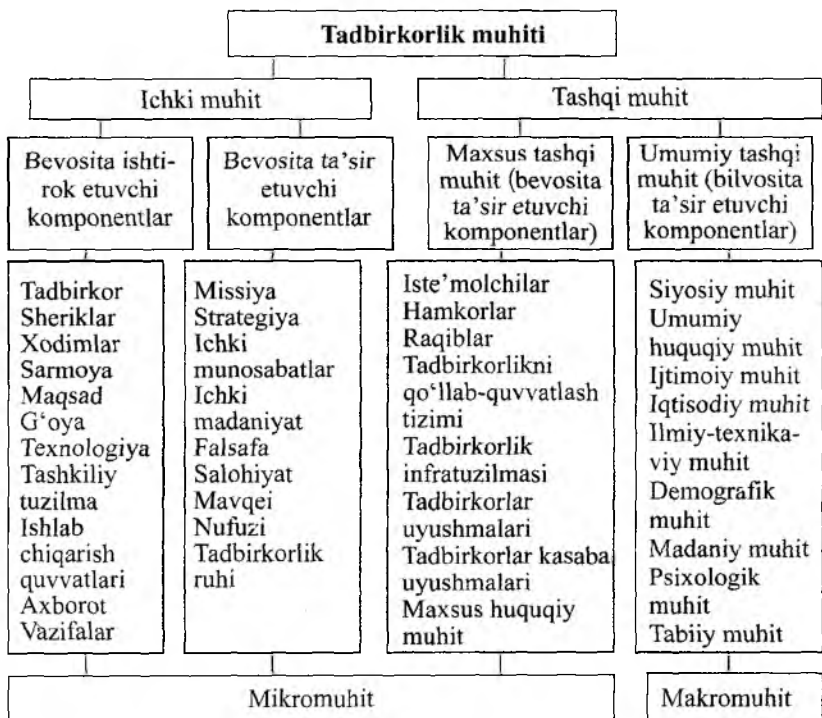 Tadbirkorlik muhiti
Ichki muhit
Tashqi muhit
Bevosita ishti-
rok etuvchi
komponentlar
Bevosita ta’sir
etuvchi
komponentlar
Maxsus tashqi
muhit (bevosita
ta’sir etuvchi
komponentlar)
Umumiy tashqi
muhit (bilvosita
ta’sir etuvchi
komponentlar)
Tadbirkor
Sheriklar
Xodimlar
Sarmoya
Maqsad
G‘oya
Texnologiya
Tashkiliy
tuzilma
Ishlab
chiqarish
quvvatlari
Axborot
Vazifalar
Missiya
Strategiya
Ichki
munosabatlar
Ichki
madaniyat
Falsafa
Salohiyat
Mavqei
Nufuzi
Tadbirkorlik
ruhi
Iste’molchilar
Hamkorlar
Raqiblar
Tadbirkorlikni
qo‘llab-quvvatlash
tizimi
Tadbirkorlik
infratuzilmasi
Tadbirkorlar
uyushmalari
Tadbirkorlar kasaba
uyushmalari
Maxsus huquqiy
muhit
Siyosiy muhit
Umumiy
huquqiy muhit
Ijtimoiy muhit
Iqtisodiy muhit
Ilmiy-texnika-
viy muhit
Demografik
muhit
Madaniy muhit
Psixologik
muhit
Tabiiy muhit
Mikromuhit
Makromuhit